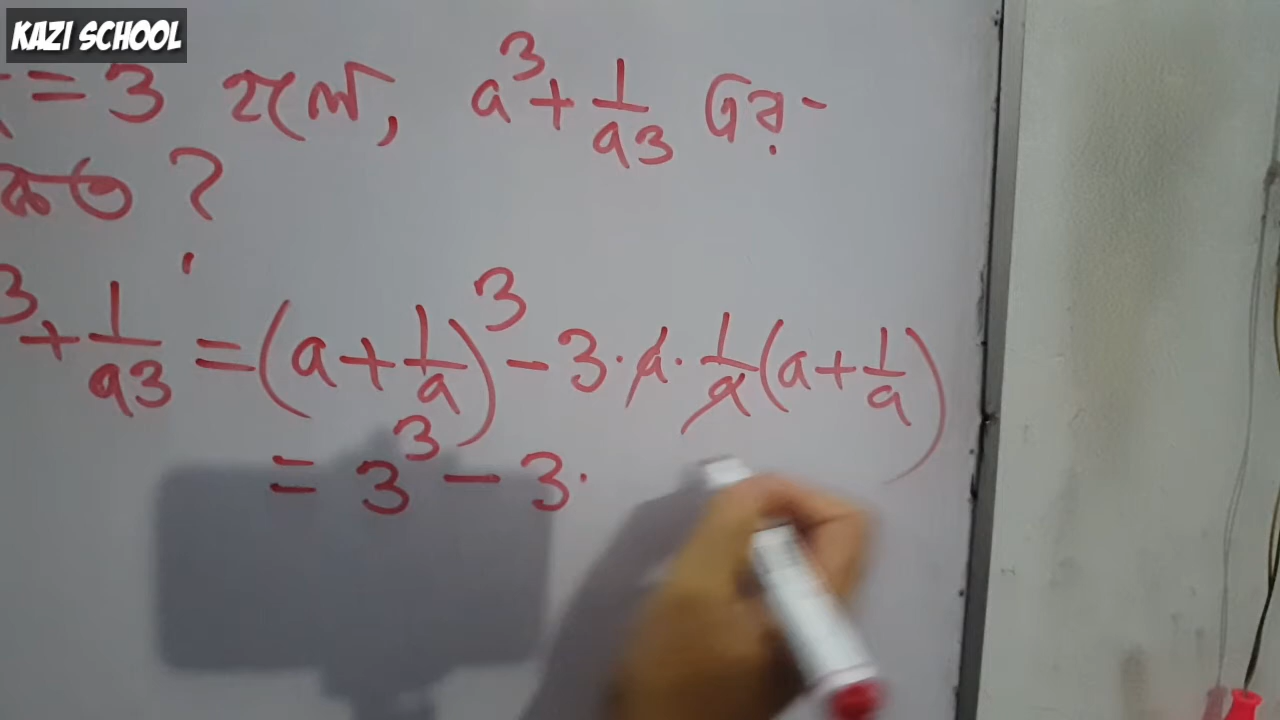 KAZI SCHOOL
= 3 হলে, a³ + 1/a³ এর
কত ?
³ + 1/a³ = (a + 1/a)³ - 3 · a · 1/a (a + 1/a)
= 3³ - 3 ·